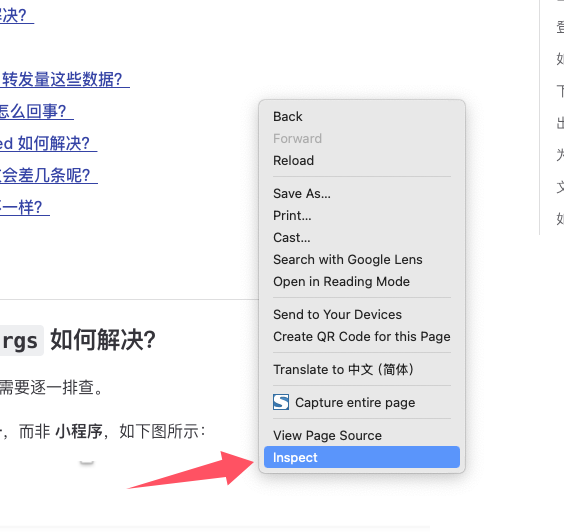 解决?
转发量这些数据?
怎么回事?
ed 如何解决?
会差几条呢?
一样?
rgs 如何解决?
需要逐一排查。
，而非 小程序，如下图所示：
Back
Forward
Reload
Save As...
Print...
Cast...
Search with Google Lens
Open in Reading Mode
Send to Your Devices
Create QR Code for this Page
Translate to 中文 (简体)
Capture entire page
View Page Source
Inspect
如
下
文
如